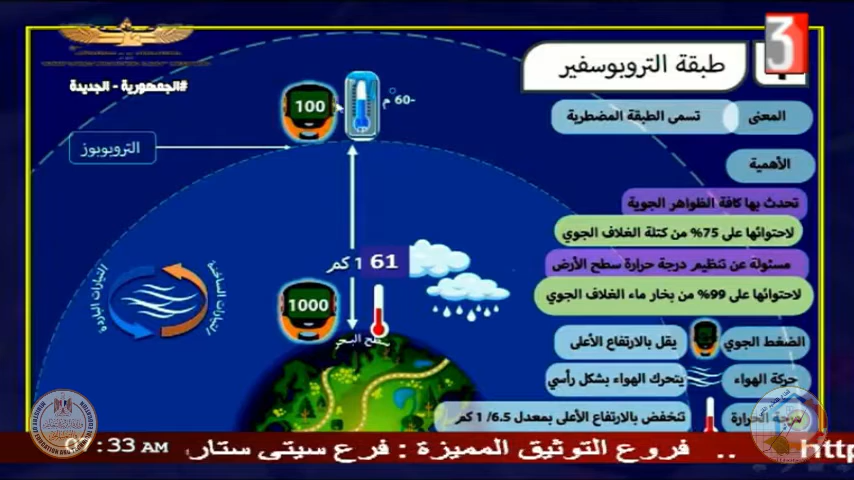 3
طبقة التروبوسفير
#الجمهورية - الجديدة
100
-60 م°
التروبوبوز
المعنى
تسمى الطبقة المضطربة
الأهمية
تحدث بها كافة الظواهر الجوية
لاحتوائها على 75% من كتلة الغلاف الجوي
مسئولة عن تنظيم درجة حرارة سطح الأرض
لاحتوائها على 99% من بخار ماء الغلاف الجوي
61
1 كم
التيارات الباردة
التيارات الساخنة
1000
سطح البحر
الضغط الجوي
يقل بالارتفاع الأعلى
حركة الهواء
يتحرك الهواء بشكل رأسي
درجة الحرارة
تنخفض بالارتفاع الأعلى بمعدل 6.5/ 1 كم
:33 AM
فروع التوثيق المميزة : فرع سيتى ستار
..
http